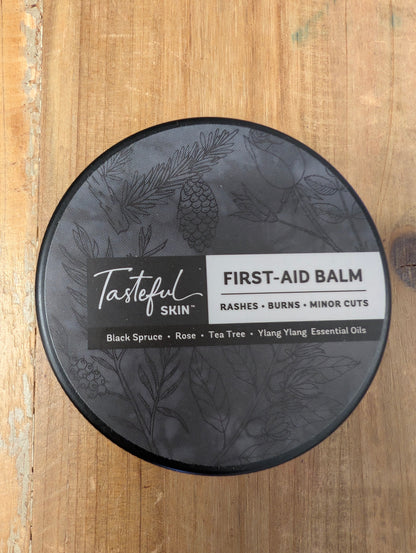 Tasteful
SKIN™
FIRST-AID BALM
RASHES • BURNS • MINOR CUTS
Black Spruce • Rose • Tea Tree • Ylang Ylang Essential Oils